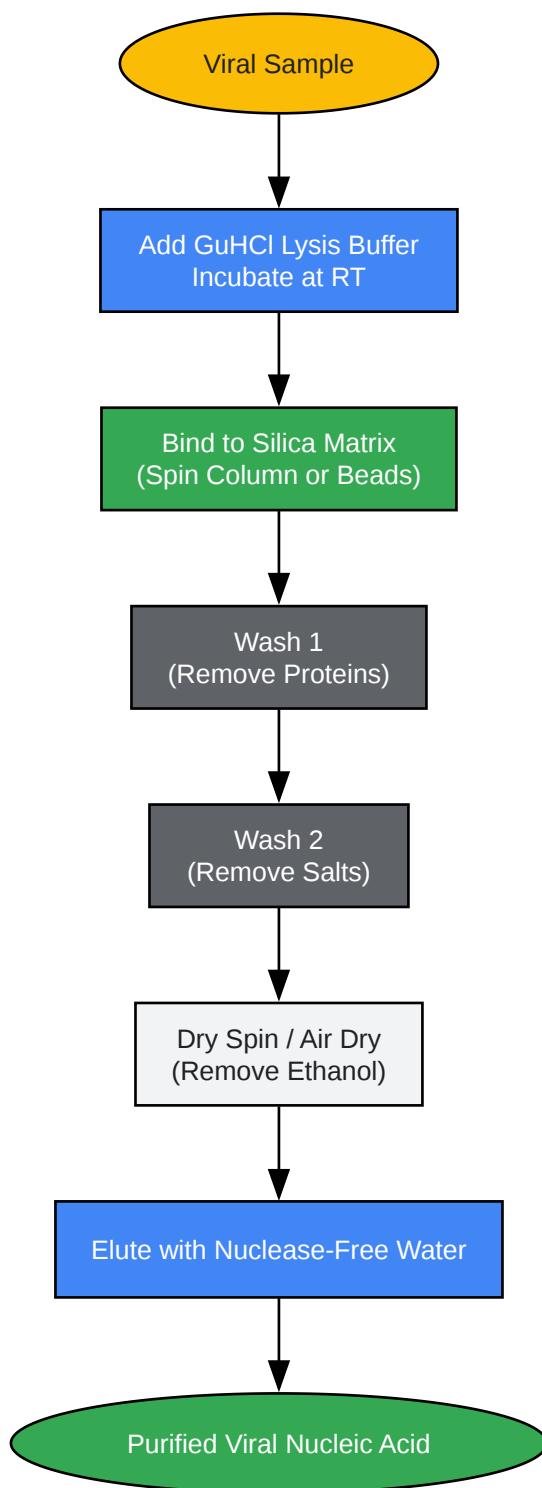 Viral Sample
Add GuHCl Lysis Buffer
Incubate at RT
Bind to Silica Matrix
(Spin Column or Beads)
Wash 1
(Remove Proteins)
Wash 2
(Remove Salts)
Dry Spin / Air Dry
(Remove Ethanol)
Elute with Nuclease-Free Water
Purified Viral Nucleic Acid